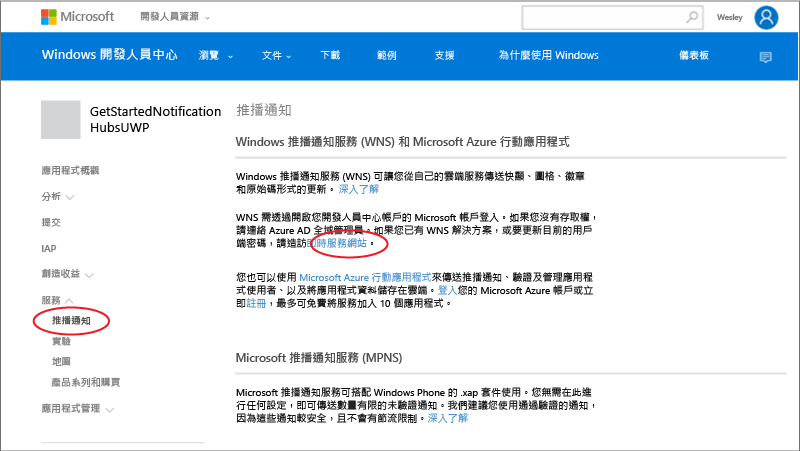 Microsoft 開發人員資源 Wesley
Windows 開發人員中心 瀏覽 文件 下載 範例 支援 為什麼使用 Windows 儀表板
GetStartedNotification
HubsUWP
應用程式概觀
分析
提交
IAP
創造收益
服務
推播通知
實驗
地圖
產品系列和購買
應用程式管理
推播通知
Windows 推播通知服務 (WNS) 和 Microsoft Azure 行動應用程式
Windows 推播通知服務 (WNS) 可讓您從自己的雲端服務傳送快顯、圖格、徽章
和原始碼形式的更新。深入了解
WNS 需透過開啟您開發人員中心帳戶的 Microsoft 帳戶登入。如果您沒有存取權，
請連絡 Azure AD 全域管理員。如果您已有 WNS 解決方案，或要更新目前的用戶
端密碼，請造訪即時服務網站。
您也可以使用 Microsoft Azure 行動應用程式來傳送推播通知、驗證及管理應用程
式使用者、以及將應用程式資料儲存在雲端。登入您的 Microsoft Azure 帳戶或立
即註冊，最多可免費將服務加入 10 個應用程式。
Microsoft 推播通知服務 (MPNS)
Microsoft 推播通知服務可搭配 Windows Phone 的 .xap 套件使用。您無需在此進
行任何設定，即可傳送數量有限的未驗證通知。我們建議您使用通過驗證的通知，
因為這些通知較安全，且不會有節流限制。深入了解